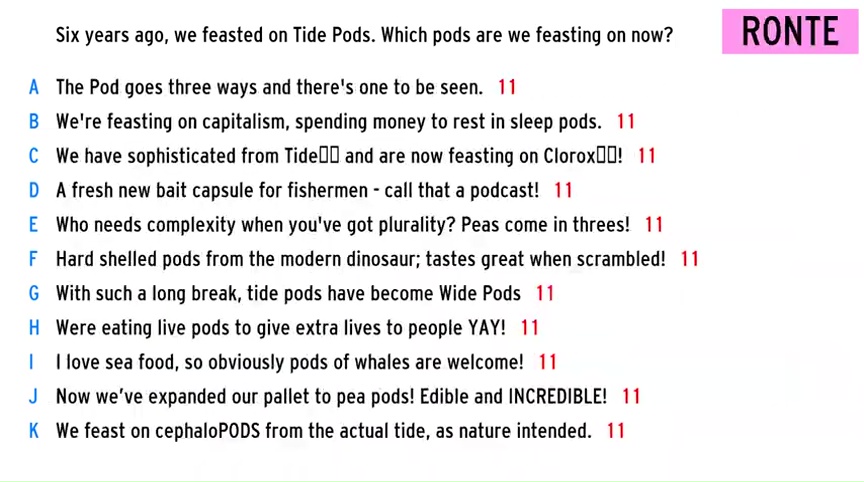 Six years ago, we feasted on Tide Pods. Which pods are we feasting on now?
RONTE
A The Pod goes three ways and there's one to be seen. 11
B We're feasting on capitalism, spending money to rest in sleep pods. 11
C We have sophisticated from Tide▯▯ and are now feasting on Clorox▯▯! 11
D A fresh new bait capsule for fishermen - call that a podcast! 11
E Who needs complexity when you've got plurality? Peas come in threes! 11
F Hard shelled pods from the modern dinosaur; tastes great when scrambled! 11
G With such a long break, tide pods have become Wide Pods 11
H Were eating live pods to give extra lives to people YAY! 11
I I love sea food, so obviously pods of whales are welcome! 11
J Now we’ve expanded our pallet to pea pods! Edible and INCREDIBLE! 11
K We feast on cephaloPODS from the actual tide, as nature intended. 11